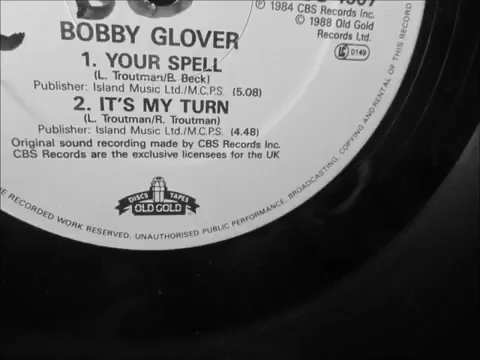 ℗ 1984 CBS Records Inc.
© 1988 Old Gold
Records Ltd.
LC 0149
BOBBY GLOVER
1. YOUR SPELL
(L. Troutman/B. Beck)
Publisher: Island Music Ltd./M.C.P.S. (5.08)
2. IT'S MY TURN
(L. Troutman/R. Troutman)
Publisher: Island Music Ltd./M.C.P.S. (4.48)
Original sound recording made by CBS Records Inc.
CBS Records are the exclusive licensees for the UK
DISCS TAPES
OLD GOLD
RECORDED WORK RESERVED. UNAUTHORISED PUBLIC PERFORMANCE, BROADCASTING, COPYING AND RENTAL OF THIS RECORD